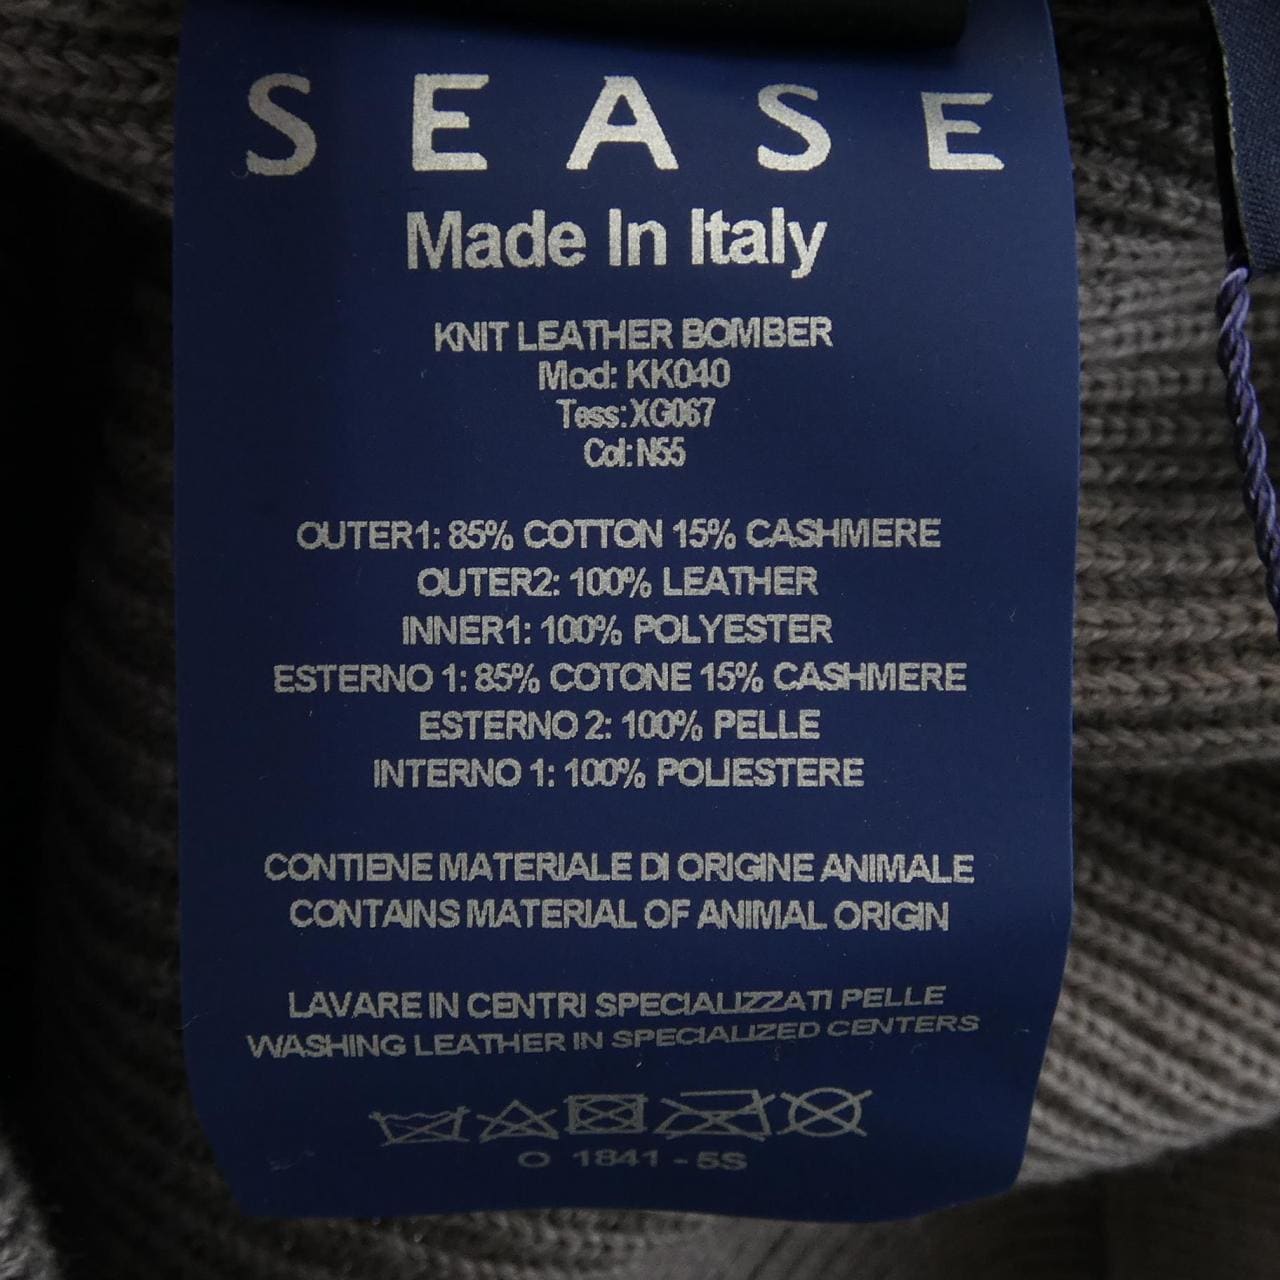 SEASE
Made In Italy
KNIT LEATHER BOMBER
Mod: KK040
Tess:XG067
Col: N55
OUTER1: 85% COTTON 15% CASHMERE
OUTER2: 100% LEATHER
INNER1: 100% POLYESTER
ESTERNO 1: 85% COTONE 15% CASHMERE
ESTERNO 2: 100% PELLE
INTERNO 1: 100% POLIESTERE
CONTIENE MATERIALE DI ORIGINE ANIMALE
CONTAINS MATERIAL OF ANIMAL ORIGIN
LAVARE IN CENTRI SPECIALIZZATI PELLE
WASHING LEATHER IN SPECIALIZED CENTERS
O 1841 - 5S